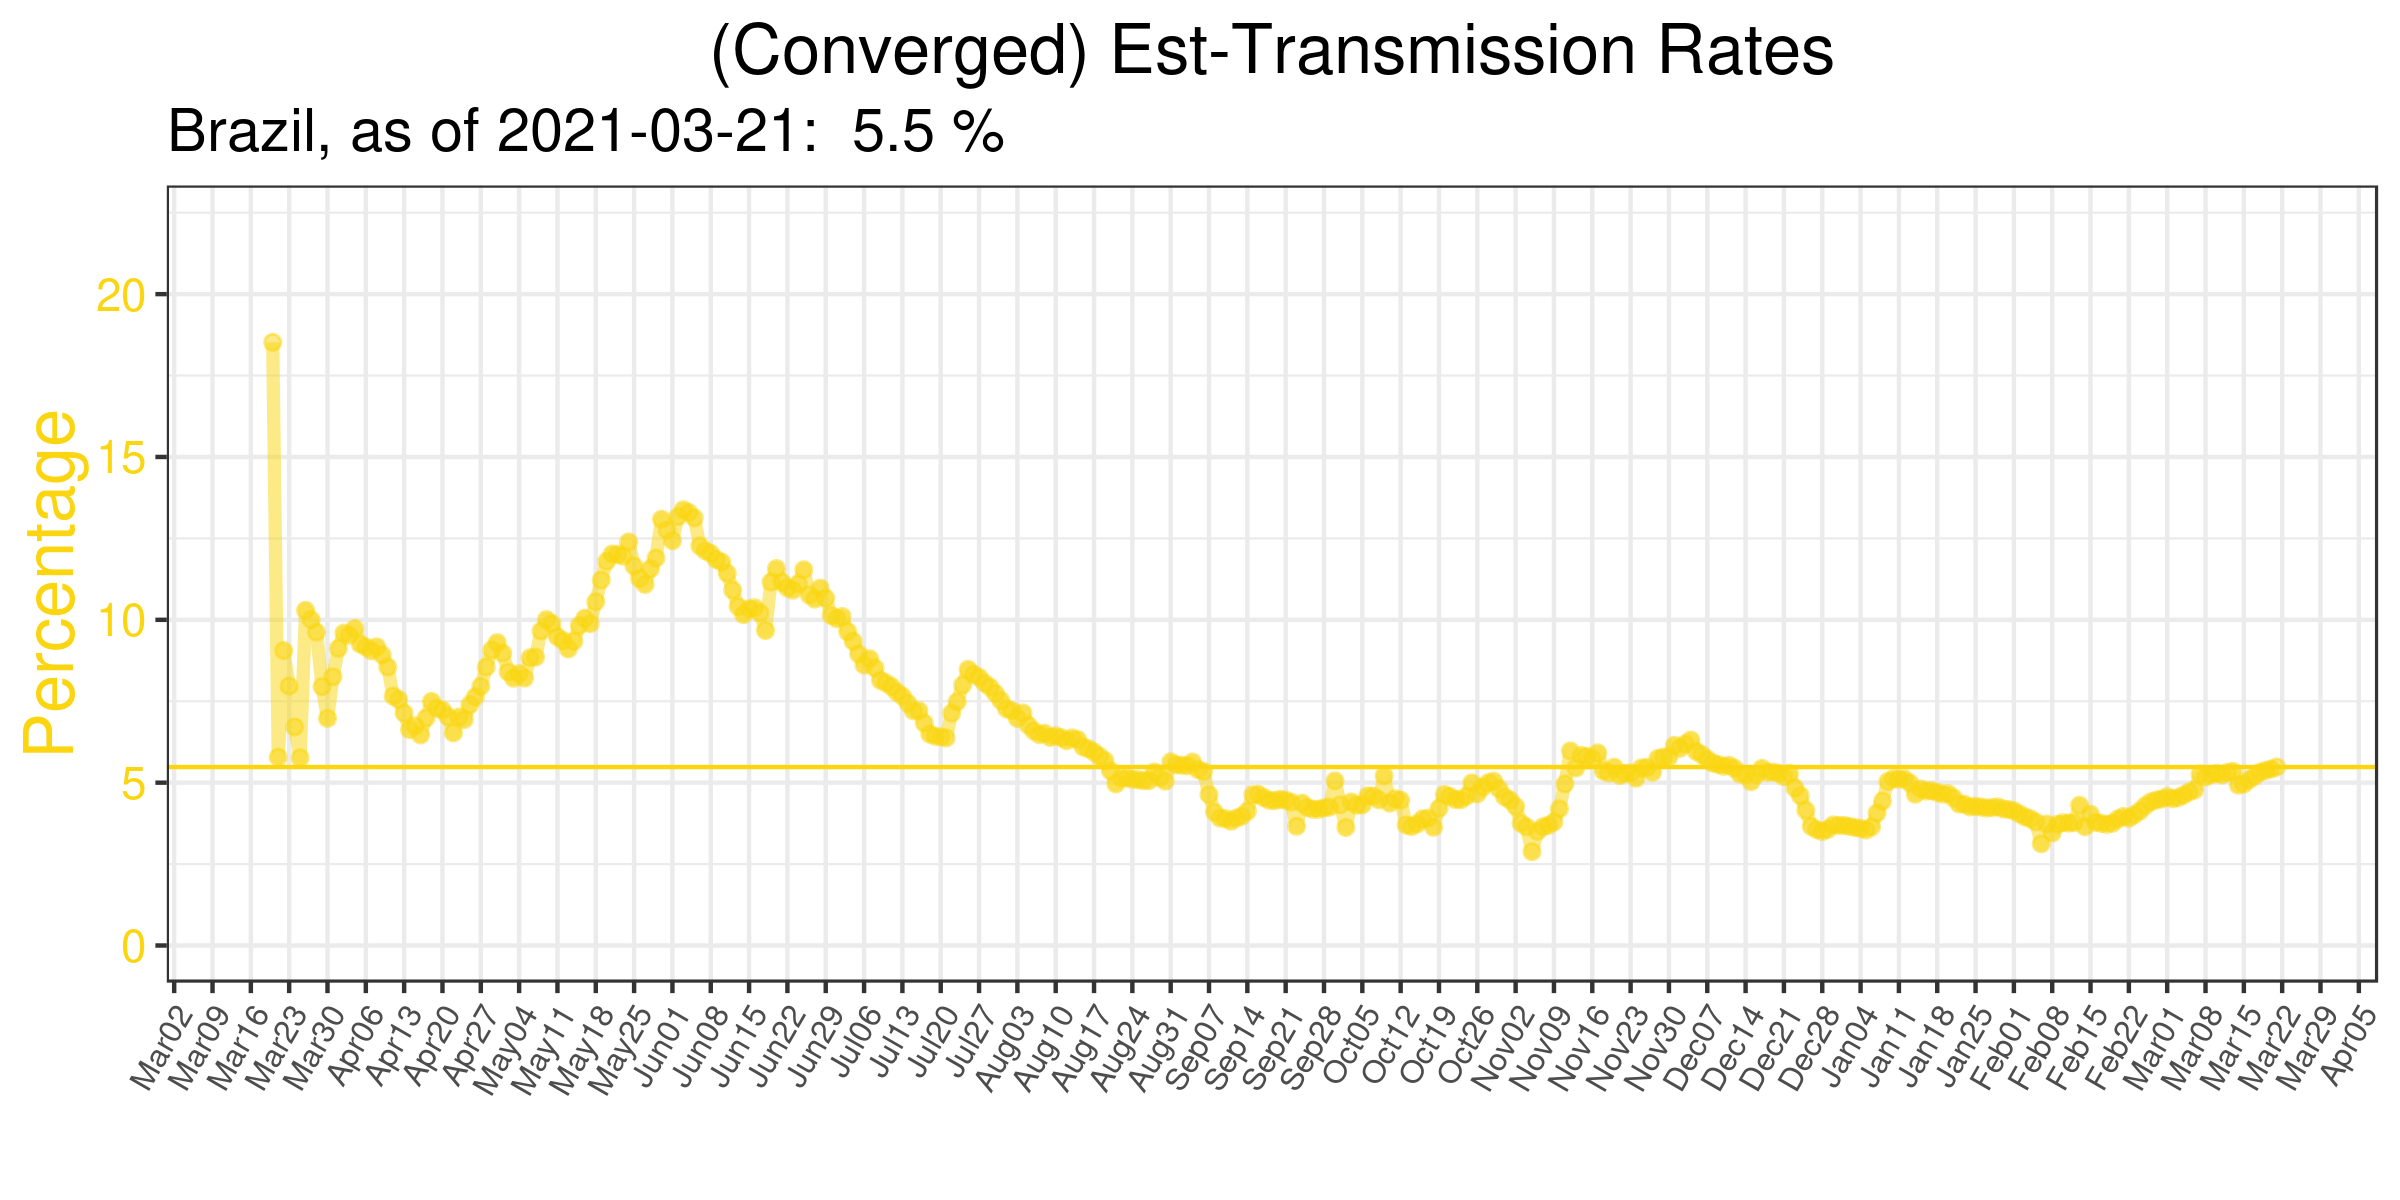 (Converged) Est-Transmission Rates
Brazil, as of 2021-03-21:  5.5 %
Percentage
20
15
10
5
0
Mar02
Mar09
Mar16
Mar23
Mar30
Apr06
Apr13
Apr20
Apr27
May04
May11
May18
May25
Jun01
Jun08
Jun15
Jun22
Jun29
Jul06
Jul13
Jul20
Jul27
Aug03
Aug10
Aug17
Aug24
Aug31
Sep07
Sep14
Sep21
Sep28
Oct05
Oct12
Oct19
Oct26
Nov02
Nov09
Nov16
Nov23
Nov30
Dec07
Dec14
Dec21
Dec28
Jan04
Jan11
Jan18
Jan25
Feb01
Feb08
Feb15
Feb22
Mar01
Mar08
Mar15
Mar22
Mar29
Apr05